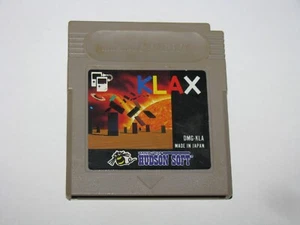 KLAX
DMG-KLA
MADE IN JAPAN
HUDSON SOFT